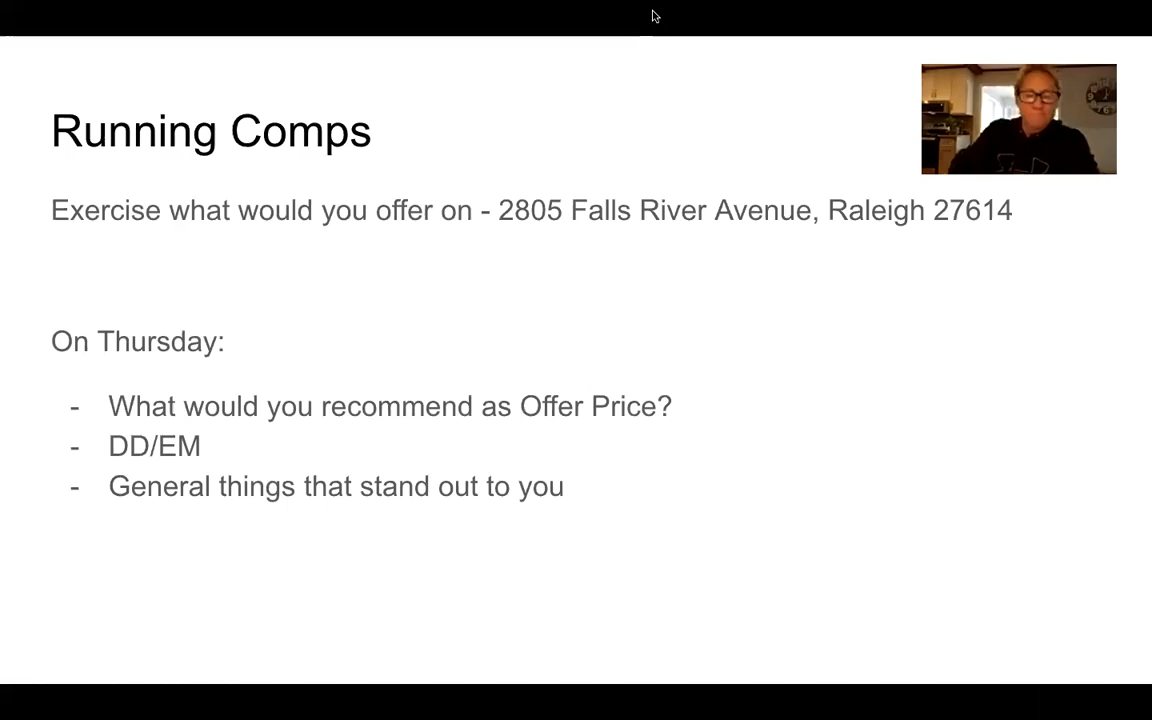 Running Comps
Exercise what would you offer on - 2805 Falls River Avenue, Raleigh 27614
On Thursday:
- What would you recommend as Offer Price?
- DD/EM
- General things that stand out to you